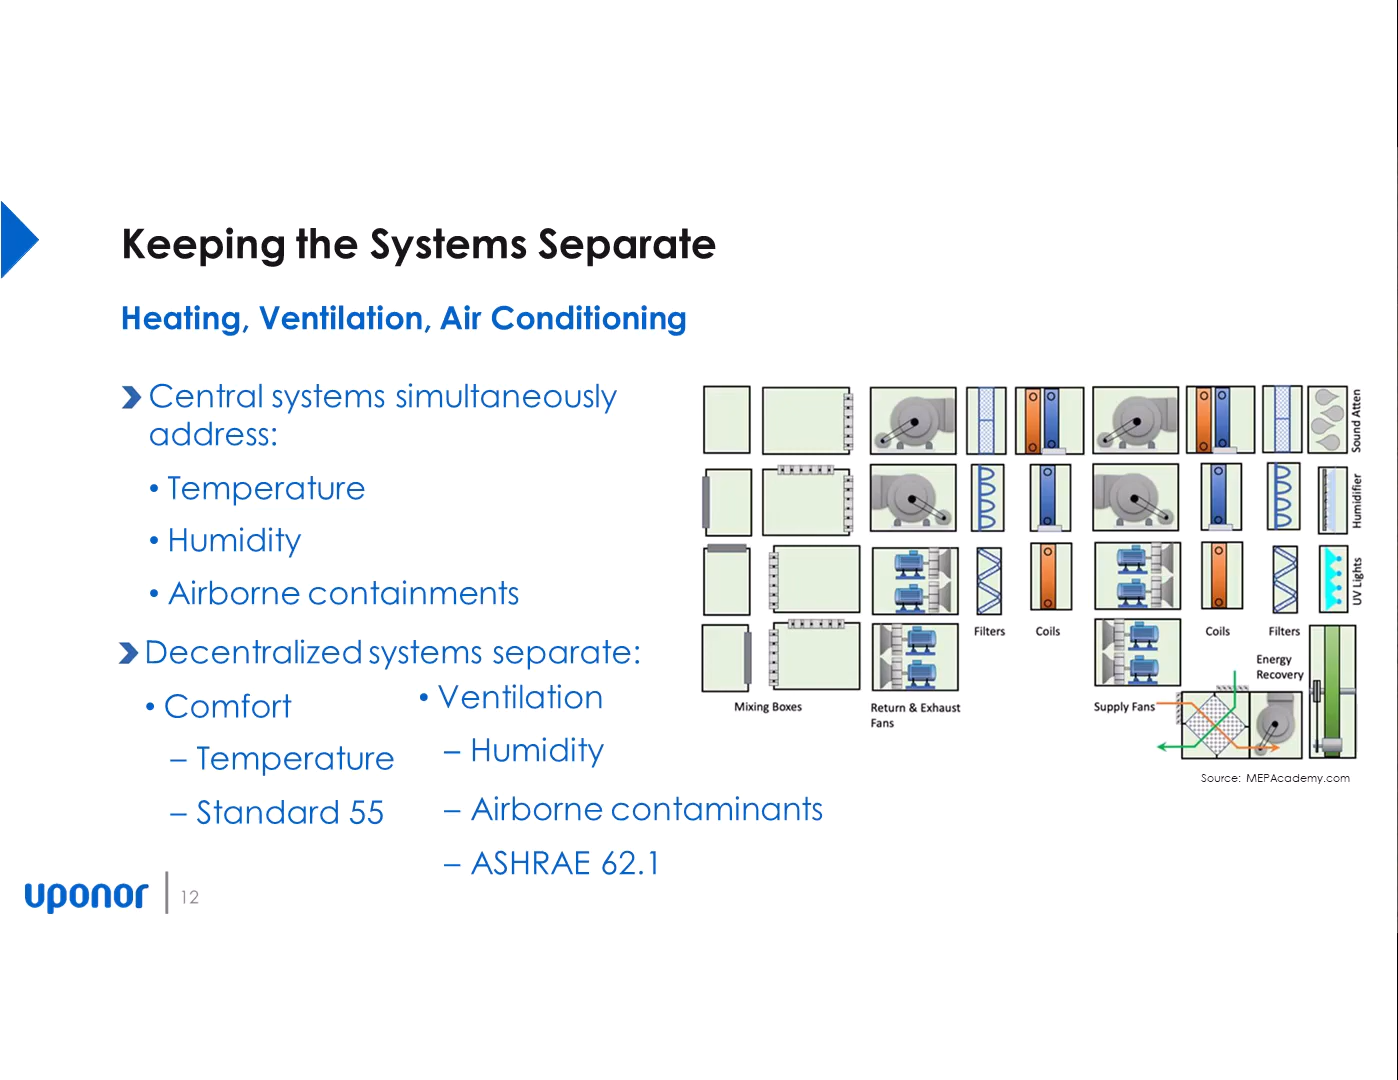 Keeping the Systems Separate
Heating, Ventilation, Air Conditioning
Central systems simultaneously
address:
• Temperature
• Humidity
• Airborne containments
Decentralized systems separate:
• Comfort
– Temperature
– Standard 55
• Ventilation
– Humidity
– Airborne contaminants
– ASHRAE 62.1
Sound Atten
Humidifier
UV Lights
Filters
Coils
Coils
Filters
Energy
Recovery
Mixing Boxes
Return & Exhaust
Fans
Supply Fans
Source: MEPAcademy.com
uponor
12